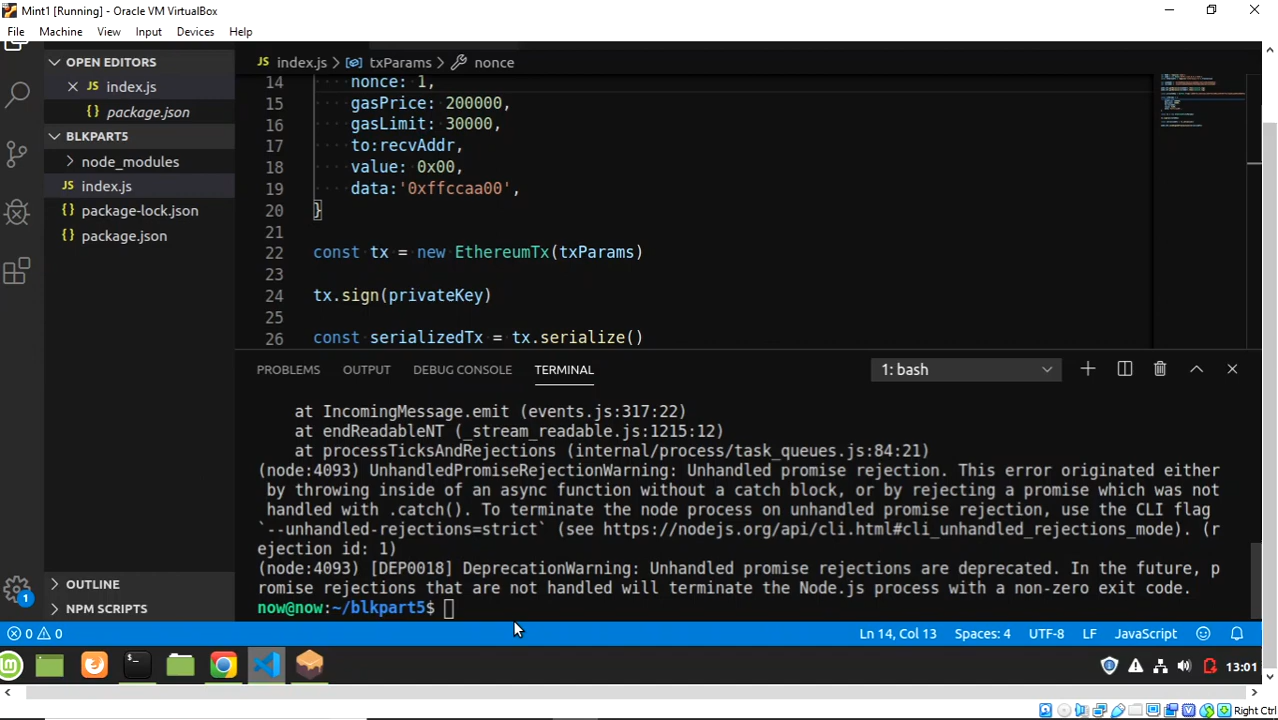 Mint1 [Running] - Oracle VM VirtualBox
File Machine View Input Devices Help
OPEN EDITORS
JS index.js
{} package.json
BLKPART5
node_modules
JS index.js
{} package-lock.json
{} package.json
OUTLINE
NPM SCRIPTS
1
JS index.js > txParams > nonce
14 nonce: 1,
15 gasPrice: 200000,
16 gasLimit: 30000,
17 to:recvAddr,
18 value: 0x00,
19 data:'0xffccaa00',
20 }
21
22 const tx = new EthereumTx(txParams)
23
24 tx.sign(privateKey)
25
26 const serializedTx = tx.serialize()
PROBLEMS OUTPUT DEBUG CONSOLE TERMINAL 1: bash
at IncomingMessage.emit (events.js:317:22)
at endReadableNT (_stream_readable.js:1215:12)
at processTicksAndRejections (internal/process/task_queues.js:84:21)
(node:4093) UnhandledPromiseRejectionWarning: Unhandled promise rejection. This error originated either
by throwing inside of an async function without a catch block, or by rejecting a promise which was not
handled with .catch(). To terminate the node process on unhandled promise rejection, use the CLI flag
`--unhandled-rejections=strict` (see https://nodejs.org/api/cli.html#cli_unhandled_rejections_mode). (r
ejection id: 1)
(node:4093) [DEP0018] DeprecationWarning: Unhandled promise rejections are deprecated. In the future, p
romise rejections that are not handled will terminate the Node.js process with a non-zero exit code.
now@now:~/blkpart5$
0 0 Ln 14, Col 13 Spaces: 4 UTF-8 LF JavaScript
13:01
Right Ctrl